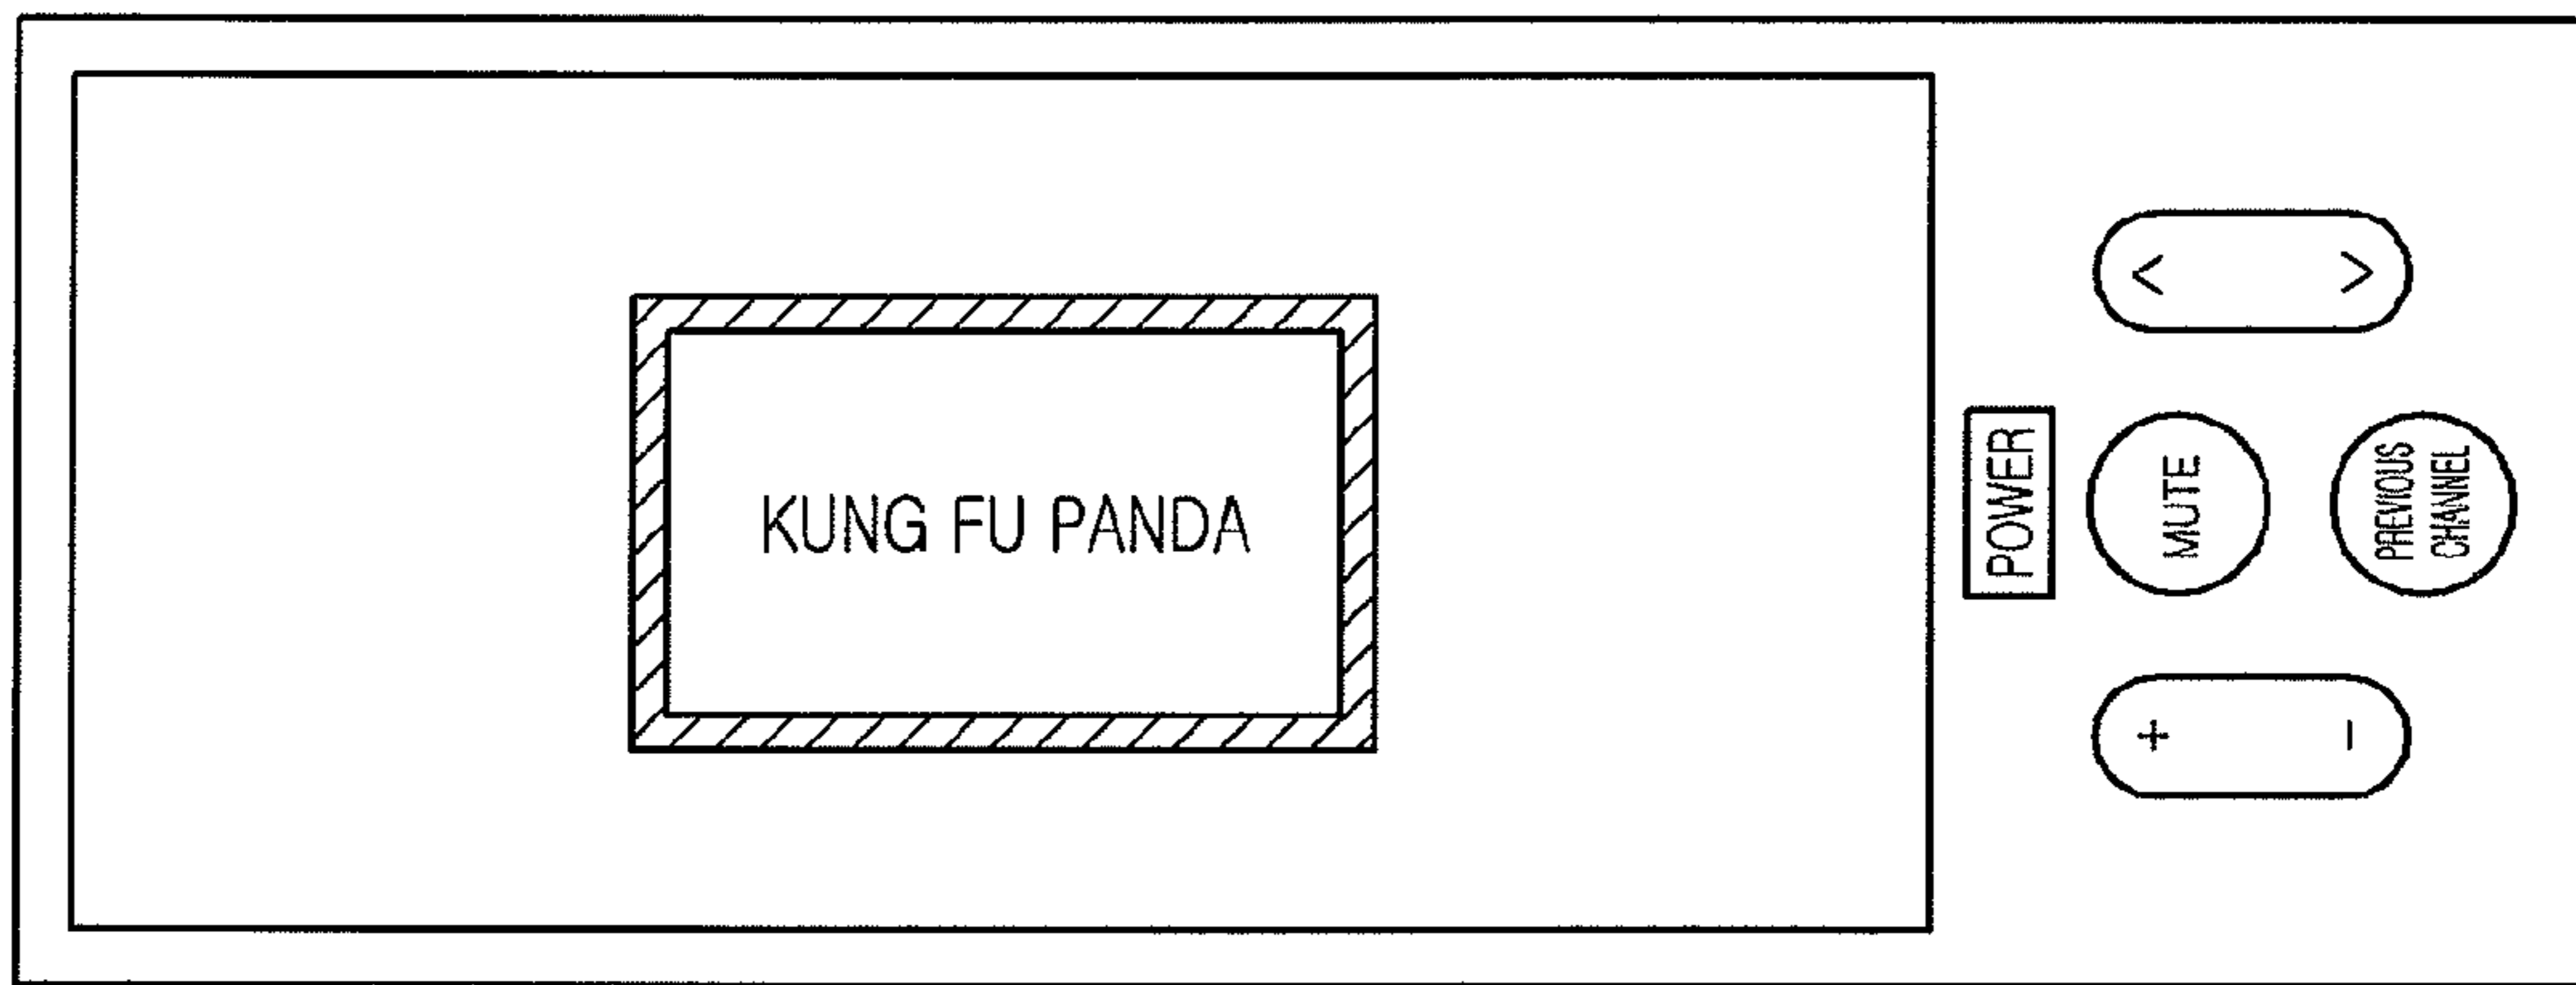 KUNG FU PANDA
POWER
MUTE
PREVIOUS
CHANNEL
< >
+ -